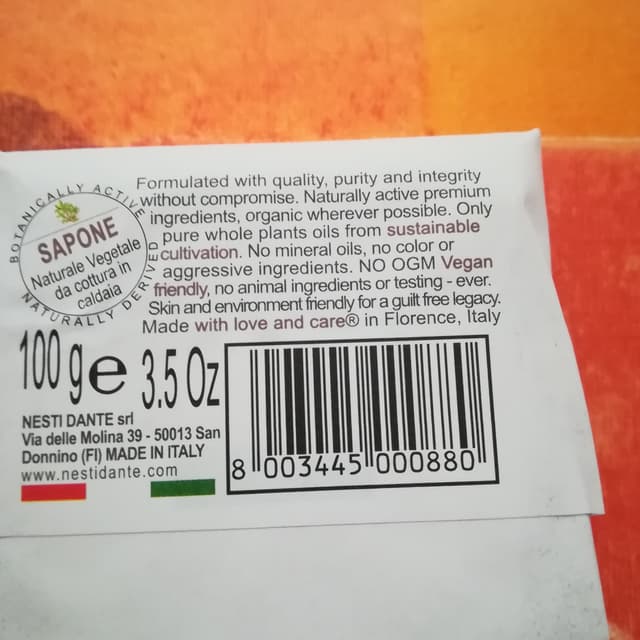 BOTANICALLY ACTIVE
SAPONE
Naturale Vegetale
da cottura in
caldaia
NATURALLY DERIVED
Formulated with quality, purity and integrity
without compromise. Naturally active premium
ingredients, organic wherever possible. Only
pure whole plants oils from sustainable
cultivation. No mineral oils, no color or
aggressive ingredients. NO OGM Vegan
friendly, no animal ingredients or testing - ever.
Skin and environment friendly for a guilt free legacy.
Made with love and care® in Florence, Italy
100 g e 3.5 Oz
NESTI DANTE srl
Via delle Molina 39 - 50013 San
Donnino (FI) MADE IN ITALY
www.nestidante.com
8 003445 000880